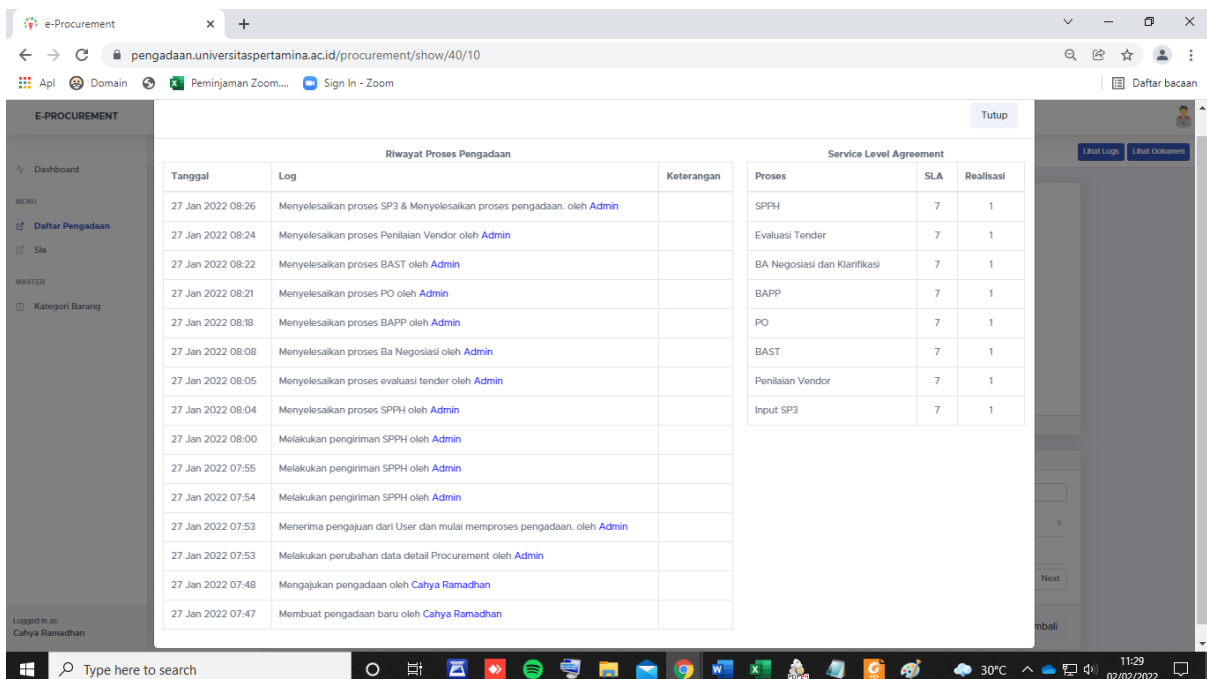 e-Procurement
pengadaan.universitaspertamina.ac.id/procurement/show/40/10
Apl Domain Peminjaman Zoom.... Sign In - Zoom Daftar bacaan
E-PROCUREMENT
Tutup
Lihat Logs Lihat Dokumen
Dashboard
MENU
Daftar Pengadaan
Sla
MASTER
Kategori Barang
Riwayat Proses Pengadaan
Tanggal Log Keterangan
27 Jan 2022 08:26 Menyelesaikan proses SP3 & Menyelesaikan proses pengadaan. oleh Admin
27 Jan 2022 08:24 Menyelesaikan proses Penilaian Vendor oleh Admin
27 Jan 2022 08:22 Menyelesaikan proses BAST oleh Admin
27 Jan 2022 08:21 Menyelesaikan proses PO oleh Admin
27 Jan 2022 08:18 Menyelesaikan proses BAPP oleh Admin
27 Jan 2022 08:08 Menyelesaikan proses Ba Negosiasi oleh Admin
27 Jan 2022 08:05 Menyelesaikan proses evaluasi tender oleh Admin
27 Jan 2022 08:04 Menyelesaikan proses SPPH oleh Admin
27 Jan 2022 08:00 Melakukan pengiriman SPPH oleh Admin
27 Jan 2022 07:55 Melakukan pengiriman SPPH oleh Admin
27 Jan 2022 07:54 Melakukan pengiriman SPPH oleh Admin
27 Jan 2022 07:53 Menerima pengajuan dari User dan mulai memproses pengadaan. oleh Admin
27 Jan 2022 07:53 Melakukan perubahan data detail Procurement oleh Admin
27 Jan 2022 07:48 Mengajukan pengadaan oleh Cahya Ramadhan
27 Jan 2022 07:47 Membuat pengadaan baru oleh Cahya Ramadhan
Service Level Agreement
Proses SLA Realisasi
SPPH 7 1
Evaluasi Tender 7 1
BA Negosiasi dan Klarifikasi 7 1
BAPP 7 1
PO 7 1
BAST 7 1
Penilaian Vendor 7 1
Input SP3 7 1
Next
mbali
Logged in as:
Cahya Ramadhan
Type here to search
30°C
11:29
02/02/2022